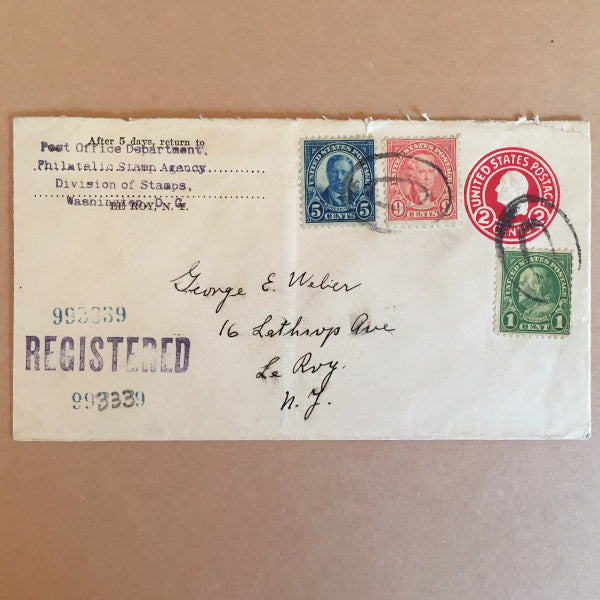 After 5 days, return to
Post Office Department,
Philatelic Stamp Agency
Division of Stamps,
Washington, D. C.
LE ROY, N. Y.
UNITED STATES POSTAGE
5 CENTS 5
UNITED STATES POSTAGE
9 CENTS 9
UNITED STATES POSTAGE
2 CENTS 2
UNITED STATES POSTAGE
1 CENT 1
George E. Weber
16 Lathrop Ave
Le Roy.
N. Y.
993339
REGISTERED
993339